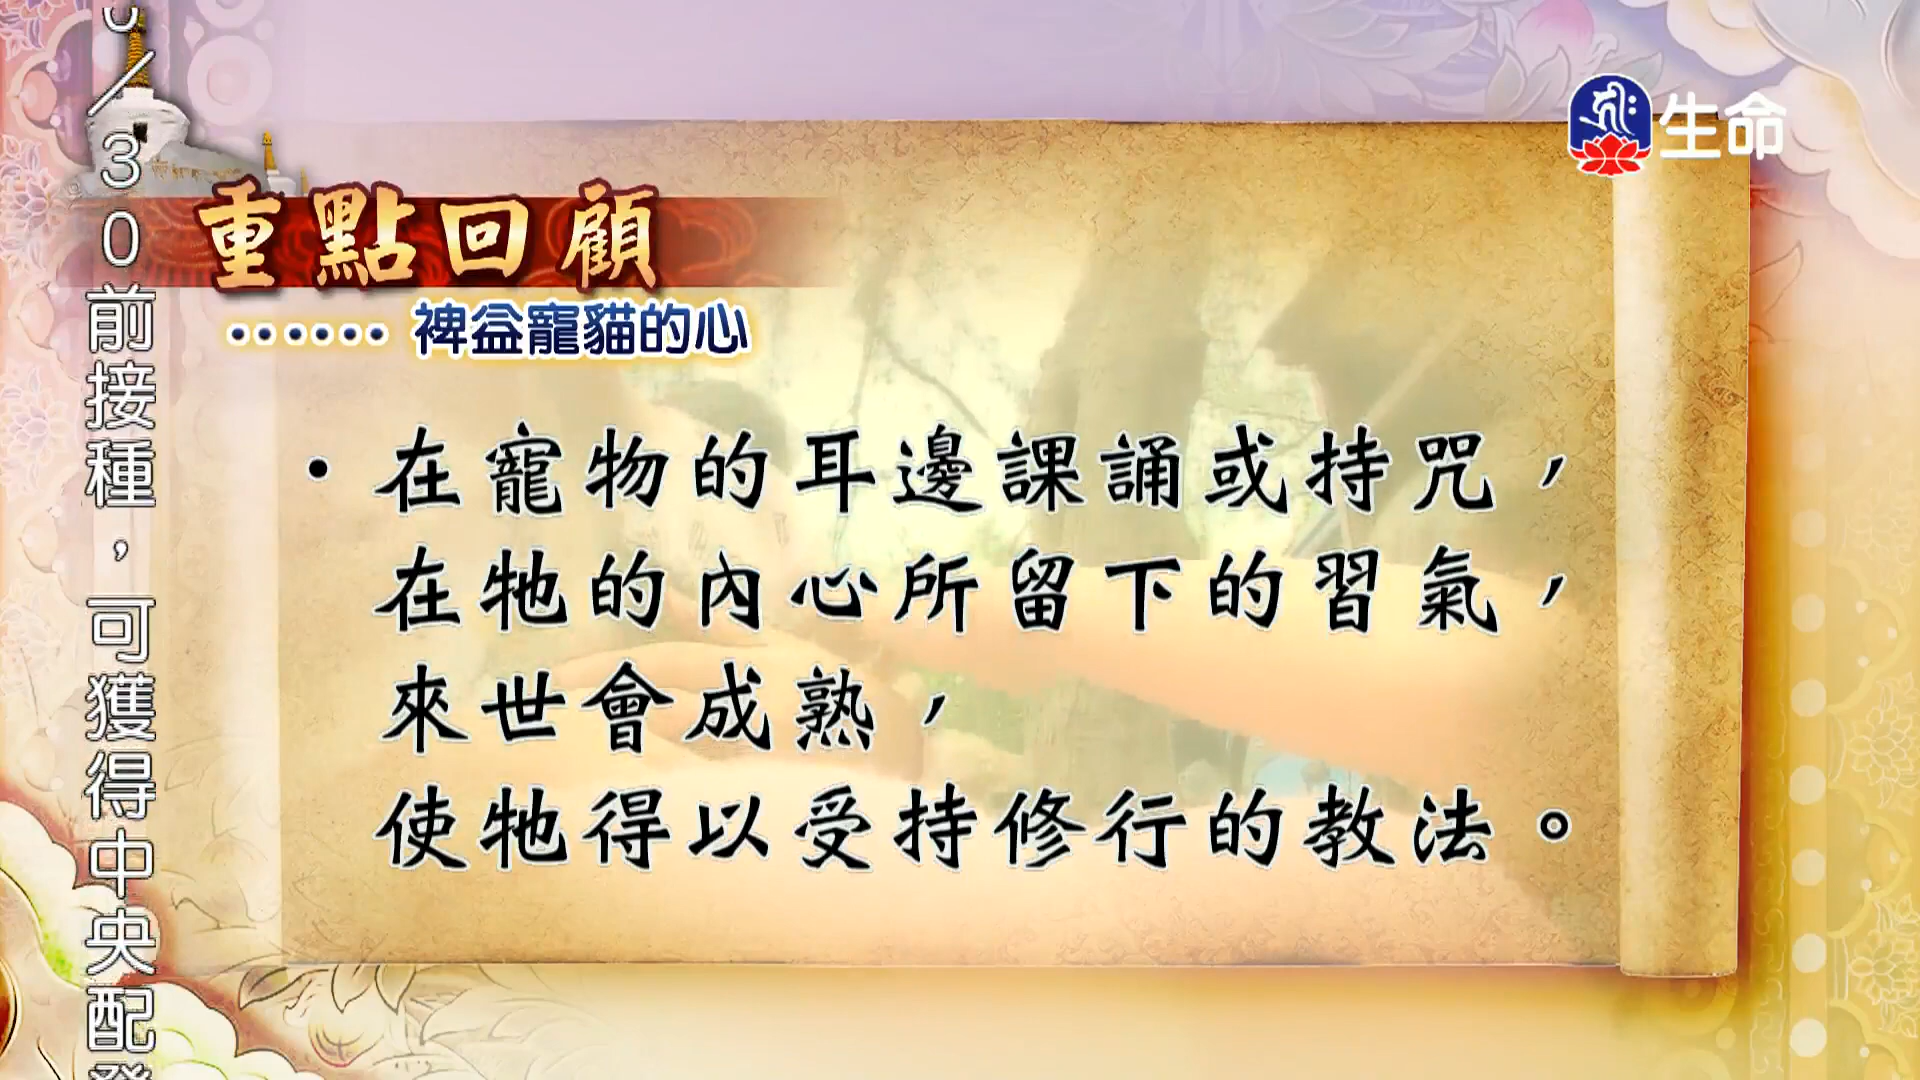 生命
重點回顧
……裨益寵貓的心
・在寵物的耳邊課誦或持咒，
在牠的內心所留下的習氣，
來世會成熟，
使牠得以受持修行的教法。
/30前接種，可獲得中央配